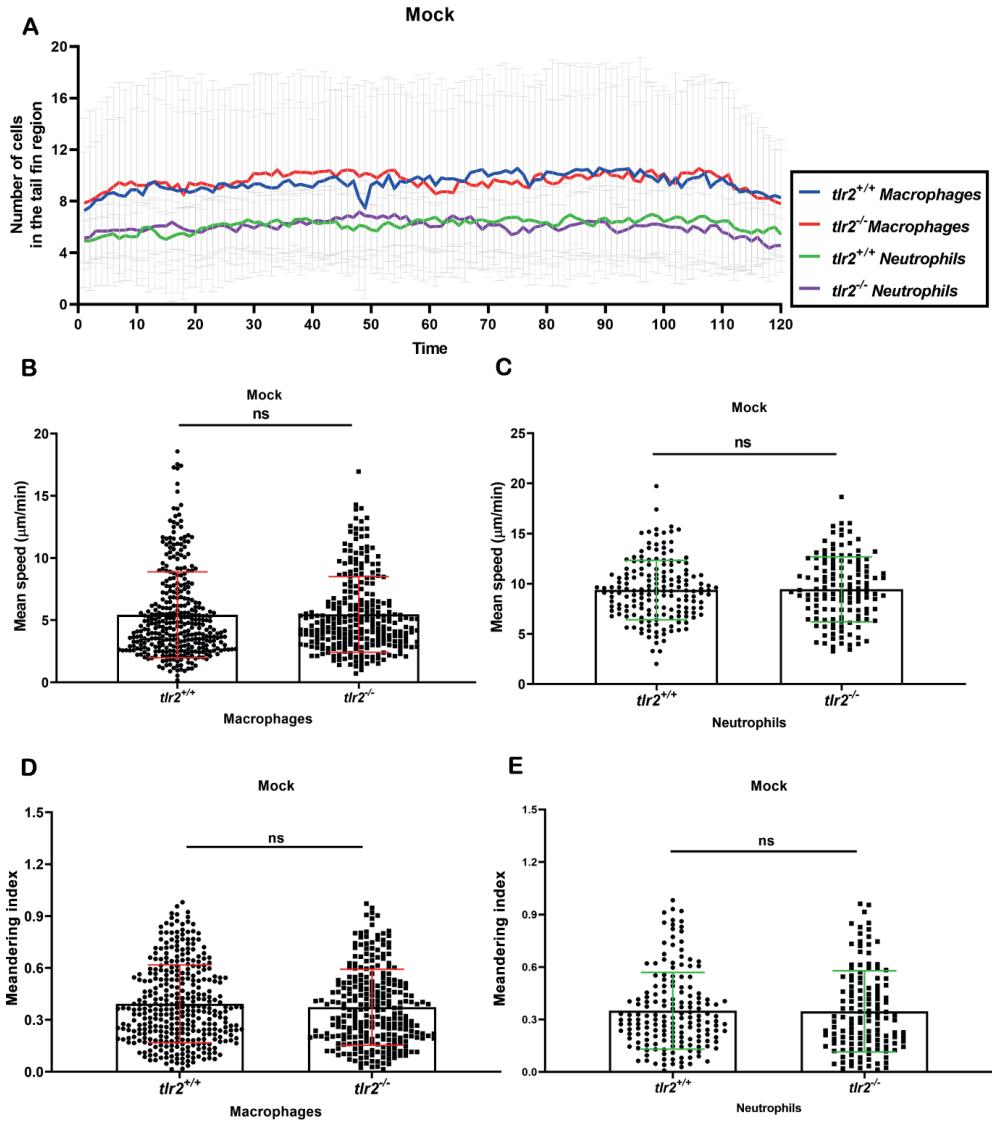 Mock
A
Number of cells
in the tail fin region
20
16
12
8
4
0
0 10 20 30 40 50 60 70 80 90 100 110 120
Time
tlr2+/+ Macrophages
tlr2-/- Macrophages
tlr2+/+ Neutrophils
tlr2-/- Neutrophils
B
Mock
ns
Mean speed (μm/min)
20
15
10
5
0
tlr2+/+ tlr2-/-
Macrophages
C
Mock
ns
Mean speed (μm/min)
25
20
15
10
5
0
tlr2+/+ tlr2-/-
Neutrophils
D
Mock
ns
Meandering index
1.5
1.2
0.9
0.6
0.3
0.0
tlr2+/+ tlr2-/-
Macrophages
E
Mock
ns
Meandering index
1.5
1.2
0.9
0.6
0.3
0.0
tlr2+/+ tlr2-/-
Neutrophils